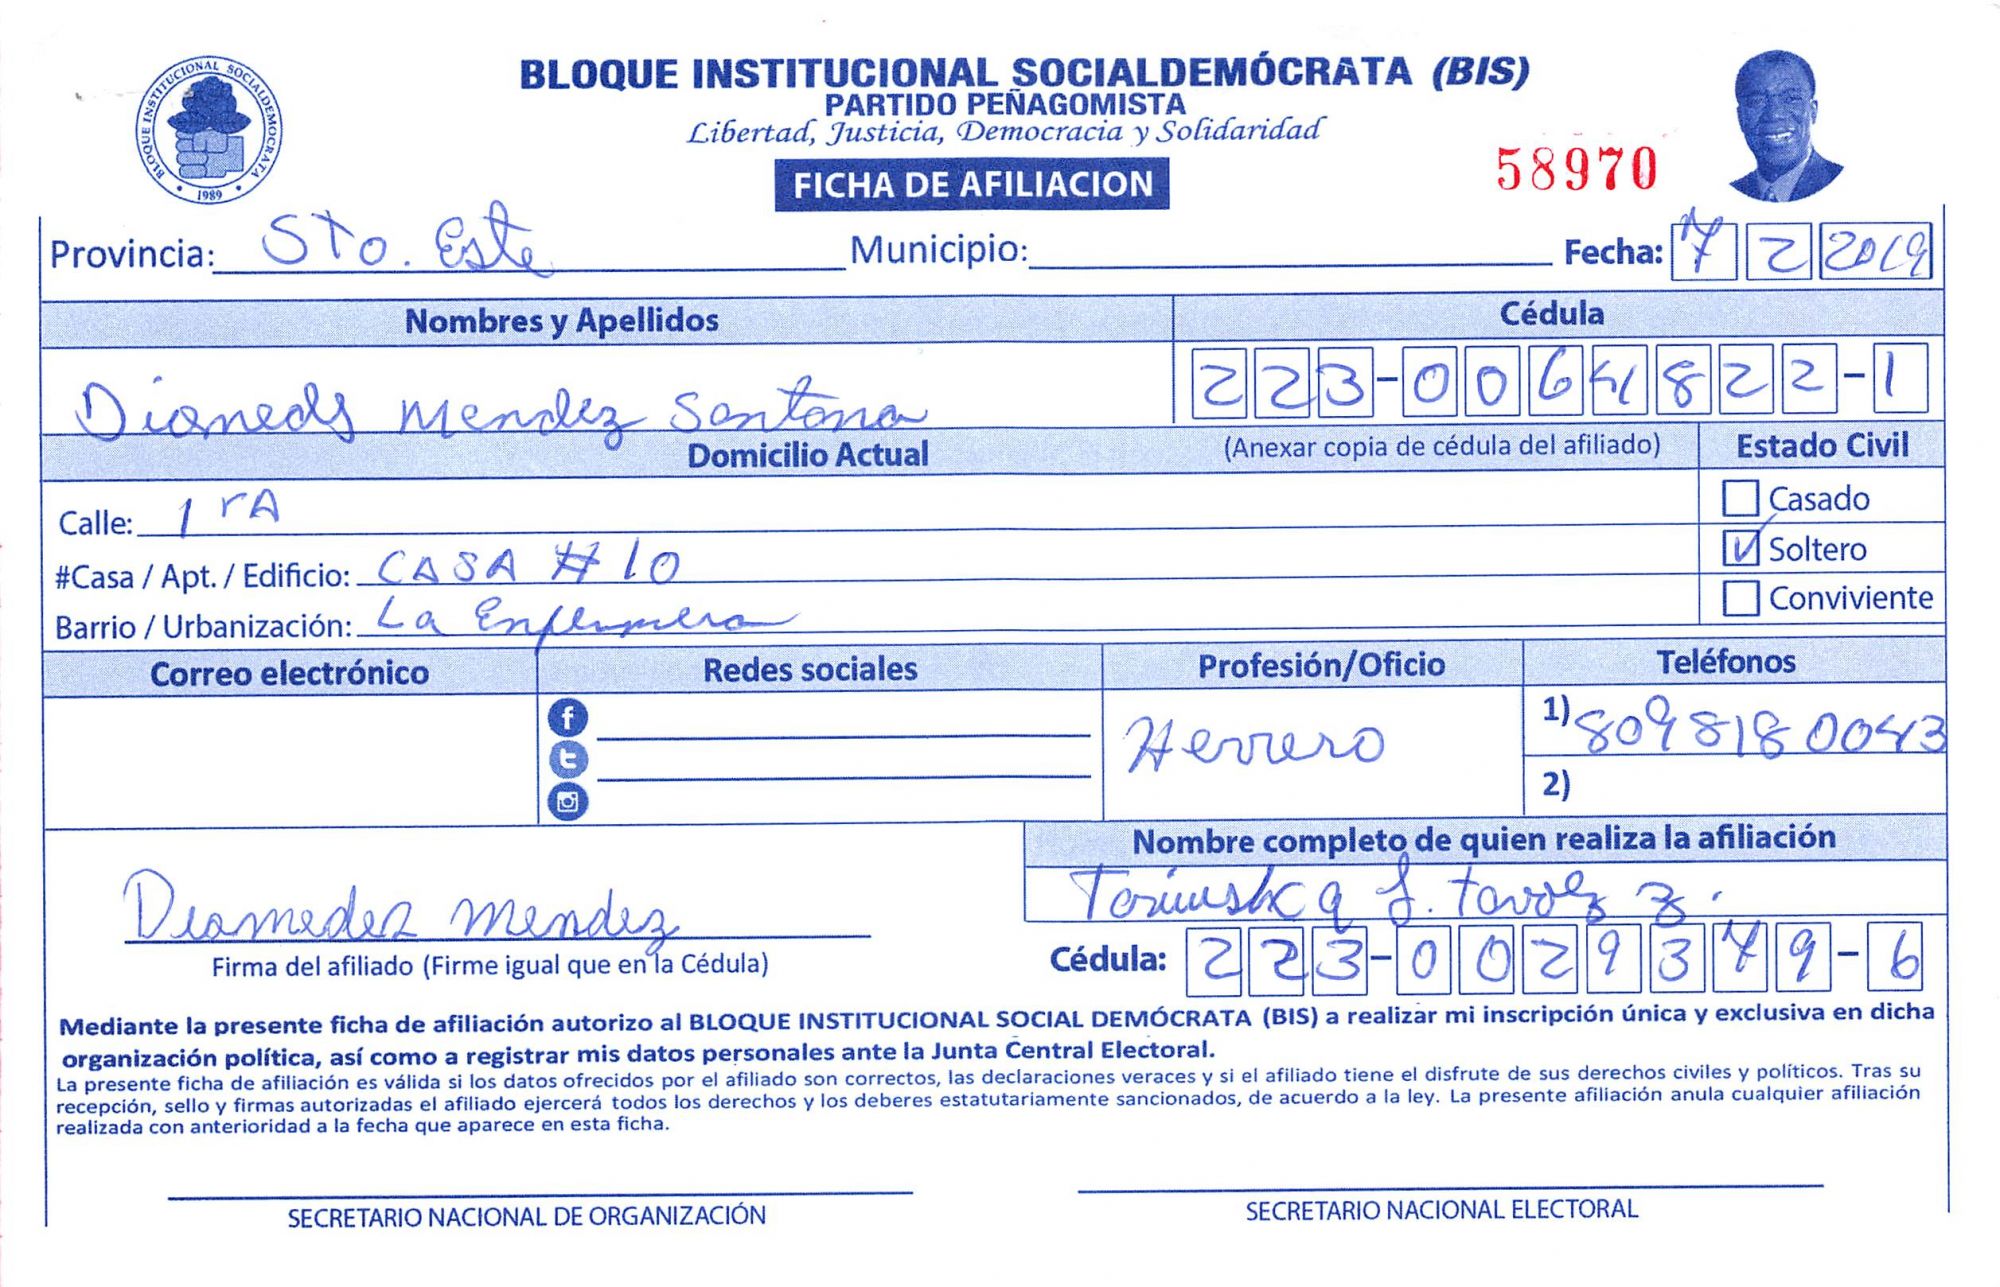 BLOQUE INSTITUCIONAL SOCIALDEMOCRATA
1989
BLOQUE INSTITUCIONAL SOCIALDEMÓCRATA (BIS)
PARTIDO PEÑAGOMISTA
Libertad, Justicia, Democracia y Solidaridad
FICHA DE AFILIACION
58970
Provincia: Sto. Este Municipio: Fecha: 7 2 2019
Nombres y Apellidos Cédula
Diomeds Mendez Santana 223-0064822-1
Domicilio Actual (Anexar copia de cédula del afiliado) Estado Civil
Calle: 1 rA Casado
#Casa / Apt. / Edificio: CASA # 10 Soltero
Barrio / Urbanización: La Enfermera Conviviente
Correo electrónico Redes sociales Profesión/Oficio Teléfonos
Herrero 1) 8098180043
2)
Nombre completo de quien realiza la afiliación
J. Tavarez z.
Diomedez Mendez
Firma del afiliado (Firme igual que en la Cédula) Cédula: 223-0029379-6
Mediante la presente ficha de afiliación autorizo al BLOQUE INSTITUCIONAL SOCIAL DEMÓCRATA (BIS) a realizar mi inscripción única y exclusiva en dicha
organización política, así como a registrar mis datos personales ante la Junta Central Electoral.
La presente ficha de afiliación es válida si los datos ofrecidos por el afiliado son correctos, las declaraciones veraces y si el afiliado tiene el disfrute de sus derechos civiles y políticos. Tras su
recepción, sello y firmas autorizadas el afiliado ejercerá todos los derechos y los deberes estatutariamente sancionados, de acuerdo a la ley. La presente afiliación anula cualquier afiliación
realizada con anterioridad a la fecha que aparece en esta ficha.
SECRETARIO NACIONAL DE ORGANIZACIÓN SECRETARIO NACIONAL ELECTORAL